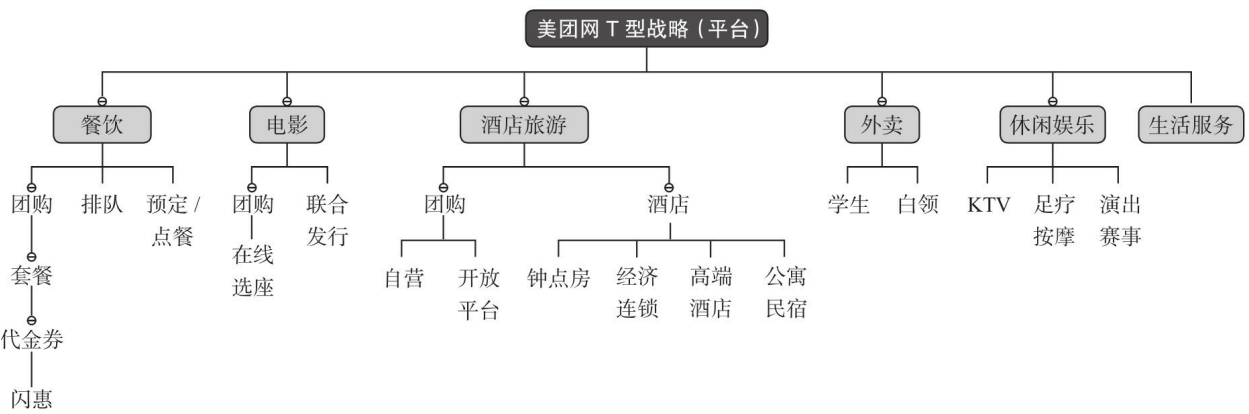 美团网 T 型战略（平台）
餐饮
电影
酒店旅游
外卖
休闲娱乐
生活服务
团购
排队
预定 /
点餐
团购
联合
发行
团购
酒店
学生
白领
KTV
足疗
按摩
演出
赛事
在线
选座
套餐
自营
开放
平台
钟点房
经济
连锁
高端
酒店
公寓
民宿
代金券
闪惠